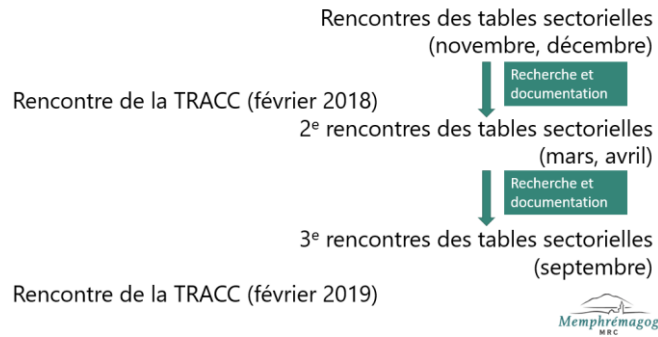 Rencontres des tables sectorielles
(novembre, décembre)
Recherche et
documentation
Rencontre de la TRACC (février 2018)
2e rencontres des tables sectorielles
(mars, avril)
Recherche et
documentation
3e rencontres des tables sectorielles
(septembre)
Rencontre de la TRACC (février 2019)
Memphrémagog
MRC